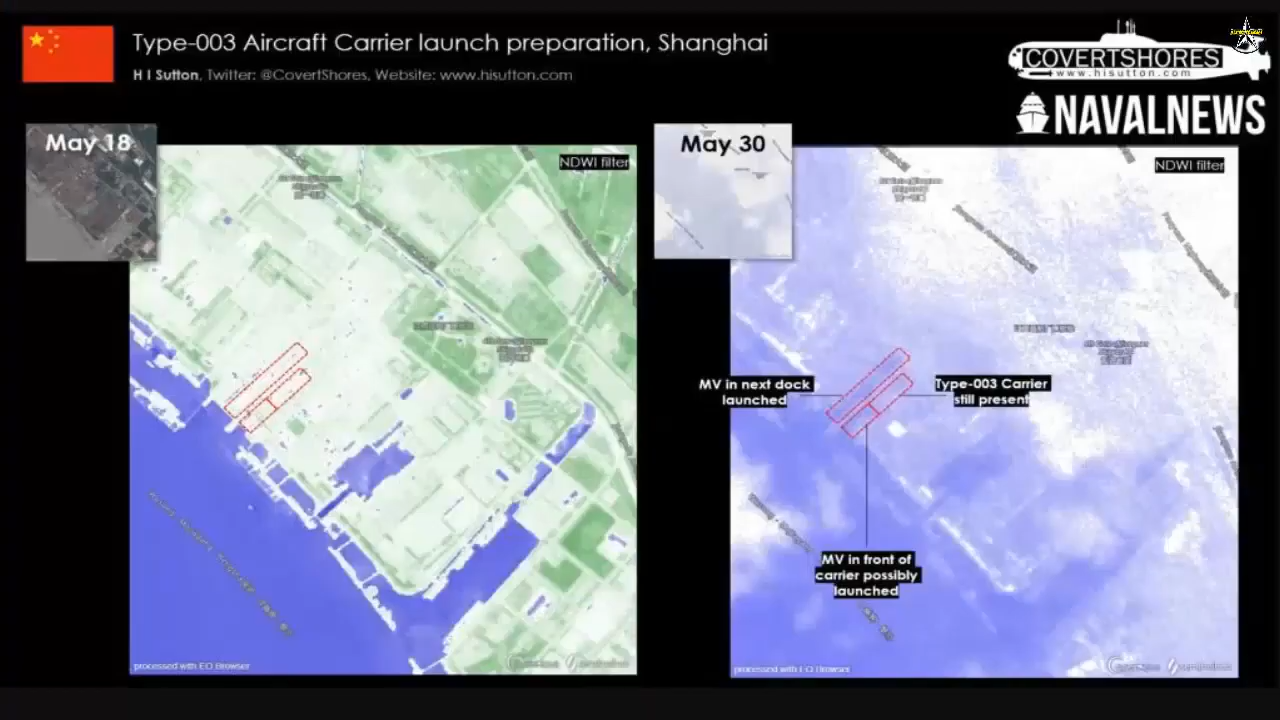 Type-003 Aircraft Carrier launch preparation, Shanghai
H I Sutton, Twitter: @CovertShores, Website: www.hisutton.com
COVERTSHORES
www.hisutton.com
NAVALNEWS
May 18
NDWI filter
processed with EO Browser
May 30
NDWI filter
MV in next dock
launched
Type-003 Carrier
still present
MV in front of
carrier possibly
launched
processed with EO Browser